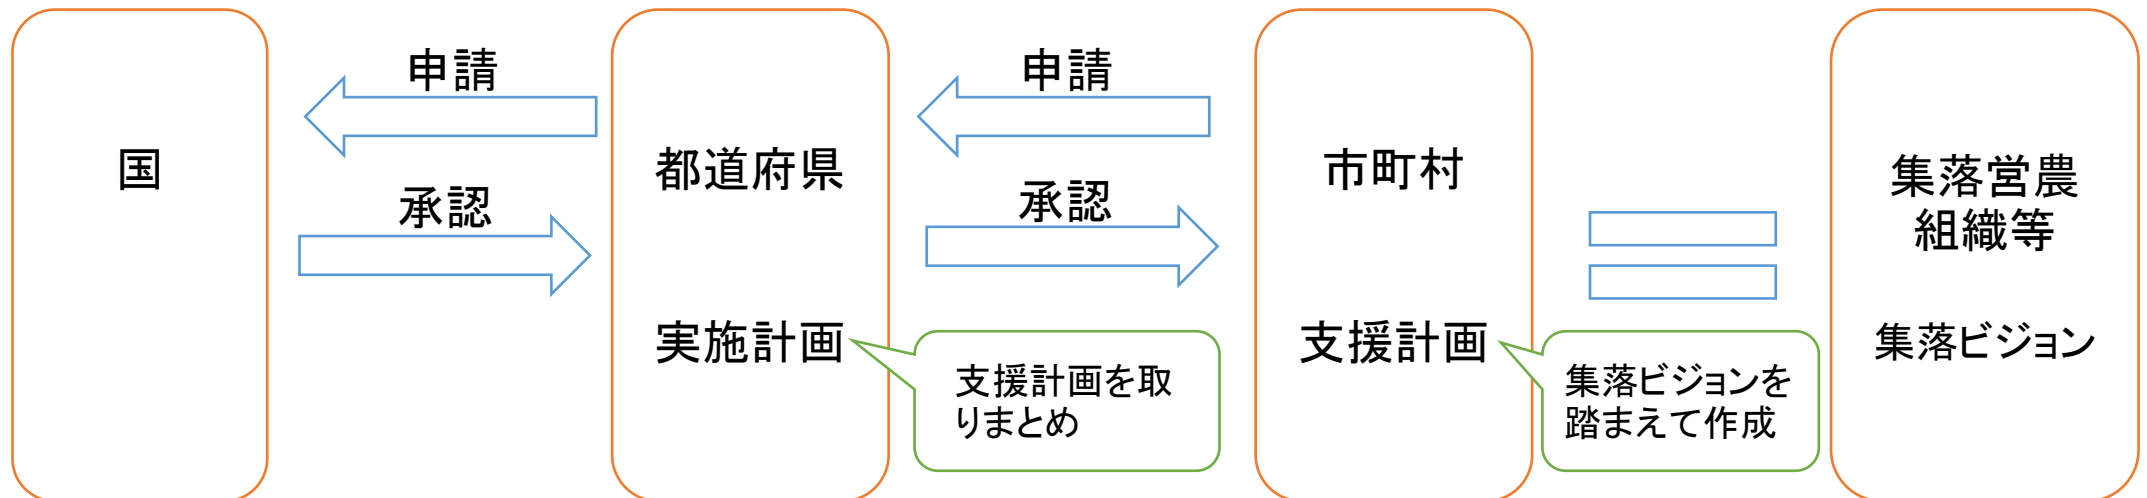 国
申請
承認
都道府県
実施計画
支援計画を取
りまとめ
申請
承認
市町村
支援計画
集落ビジョンを
踏まえて作成
集落営農
組織等
集落ビジョン